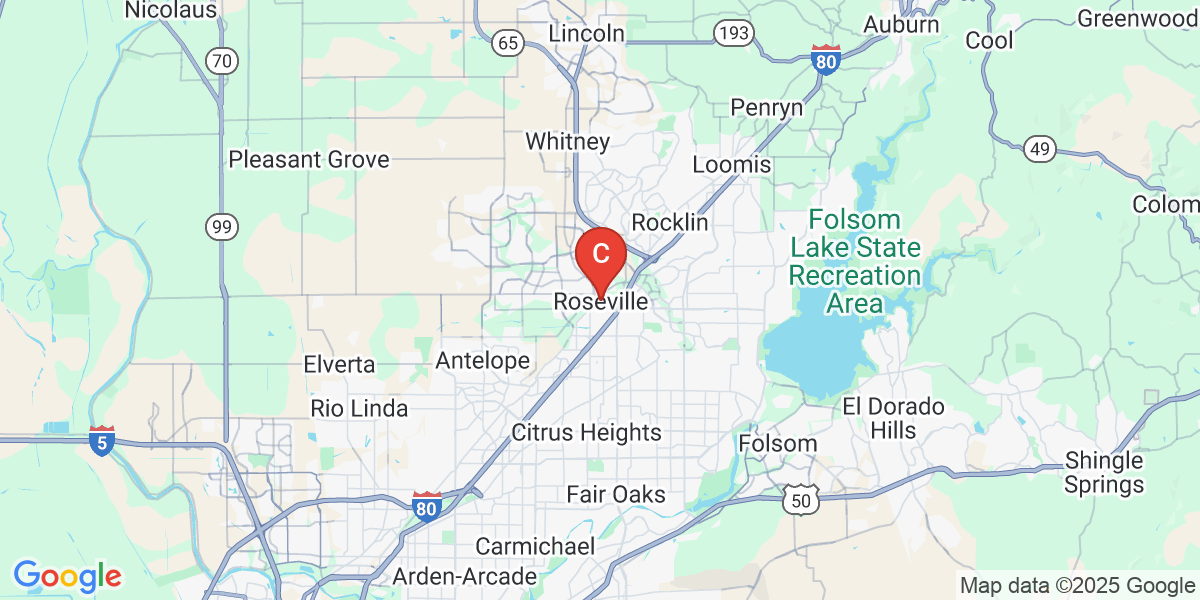 Nicolaus
Lincoln
Auburn
Greenwood
Cool
65
193
80
70
Penryn
Whitney
49
Pleasant Grove
Loomis
Colom
99
Rocklin
Folsom
Lake State
Recreation
Area
C
Roseville
Elverta
Antelope
Rio Linda
El Dorado
Hills
Citrus Heights
Folsom
5
Shingle
Springs
Fair Oaks
50
80
Carmichael
Arden-Arcade
Google
Map data ©2025 Google